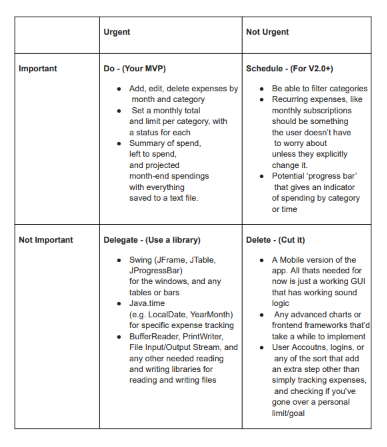 Urgent
Not Urgent
Important
Do - (Your MVP)
● Add, edit, delete expenses by
month and category
● Set a monthly total
and limit per category, with
a status for each
● Summary of spend,
left to spend,
and projected
month-end spendings
with everything
saved to a text file.
Schedule - (For V2.0+)
● Be able to filter categories
● Recurring expenses, like
monthly subscriptions
should be something
the user doesn't have
to worry about
unless they explicitly
change it.
● Potential 'progress bar'
that gives an indicator
of spending by category
or time
Not Important
Delegate - (Use a library)
● Swing (JFrame, JTable,
JProgressBar)
for the windows, and any
tables or bars
● Java.time
(e.g. LocalDate, YearMonth)
for specific expense tracking
● BufferReader, PrintWriter,
File Input/Output Stream, and
any other needed reading
and writing libraries for
reading and writing files
Delete - (Cut it)
● A Mobile version of the
app. All thats needed for
now is just a working GUI
that has working sound
logic
● Any advanced charts or
frontend frameworks that'd
take a while to implement
● User Accoutns, logins, or
any of the sort that add
an extra step other than
simply tracking expenses,
and checking if you've
gone over a personal
limit/goal